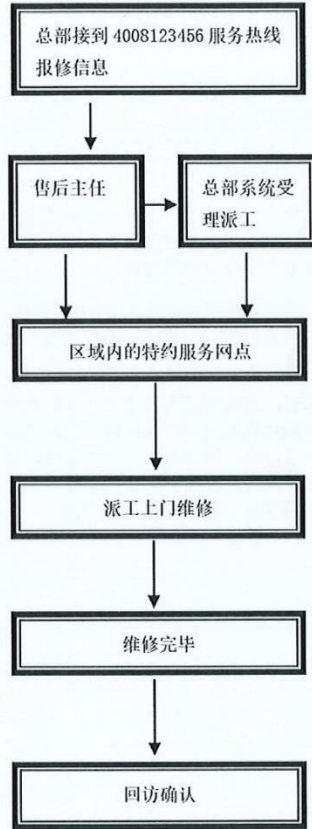 总部接到 4008123456 服务热线
报修信息
售后主任
总部系统受
理派工
区域内的特约服务网点
派工上门维修
维修完毕
回访确认